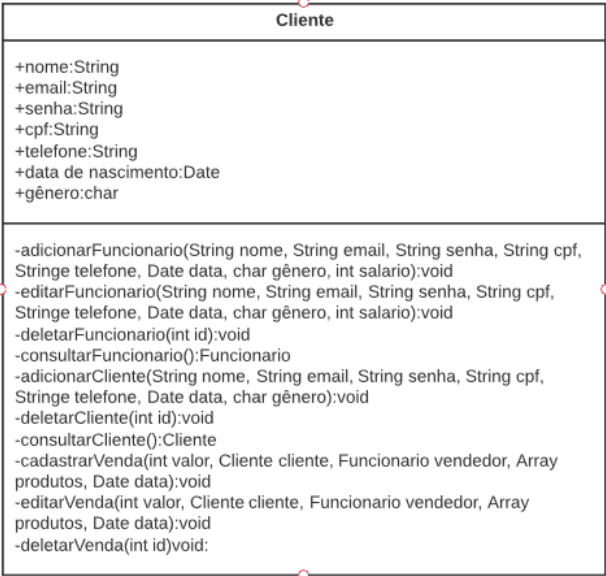 Cliente
+nome:String
+email:String
+senha:String
+cpf:String
+telefone:String
+data de nascimento:Date
+gênero:char
-adicionarFuncionario(String nome, String email, String senha, String cpf,
Stringe telefone, Date data, char gênero, int salario):void
-editarFuncionario(String nome, String email, String senha, String cpf,
Stringe telefone, Date data, char gênero, int salario):void
-deletarFuncionario(int id):void
-consultarFuncionario():Funcionario
-adicionarCliente(String nome, String email, String senha, String cpf,
Stringe telefone, Date data, char gênero):void
-deletarCliente(int id):void
-consultarCliente():Cliente
-cadastrarVenda(int valor, Cliente cliente, Funcionario vendedor, Array
produtos, Date data):void
-editarVenda(int valor, Cliente cliente, Funcionario vendedor, Array
produtos, Date data):void
-deletarVenda(int id)void: